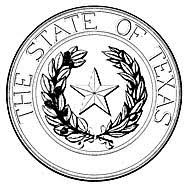 THE STATE OF TEXAS